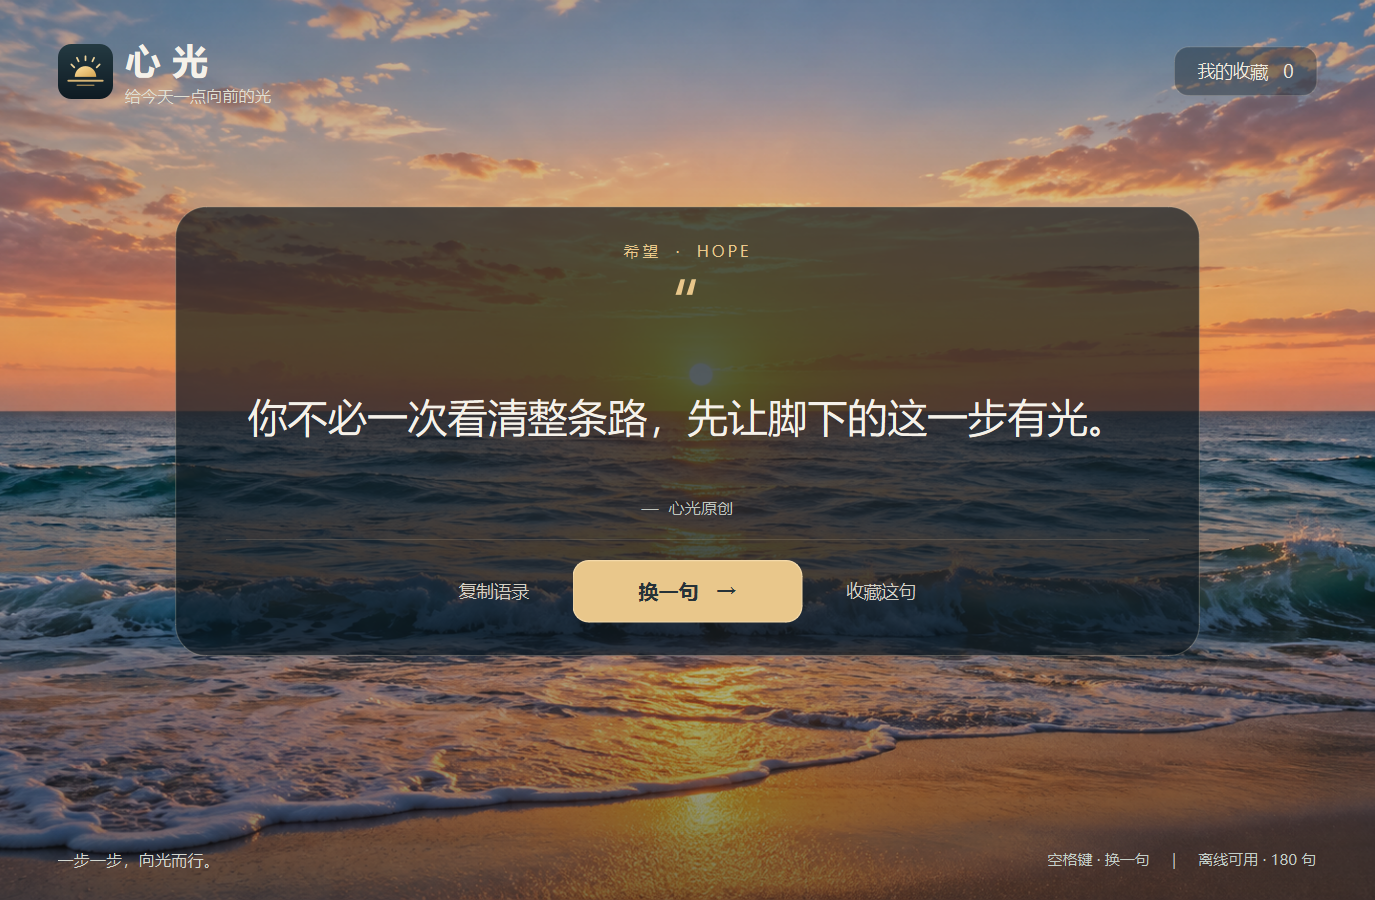 心光
给今天一点向前的光
我的收藏 0
希望 · HOPE
"
你不必一次看清整条路，先让脚下的这一步有光。
— 心光原创
复制语录
换一句 →
收藏这句
一步一步，向光而行。
空格键 · 换一句 | 离线可用 · 180 句